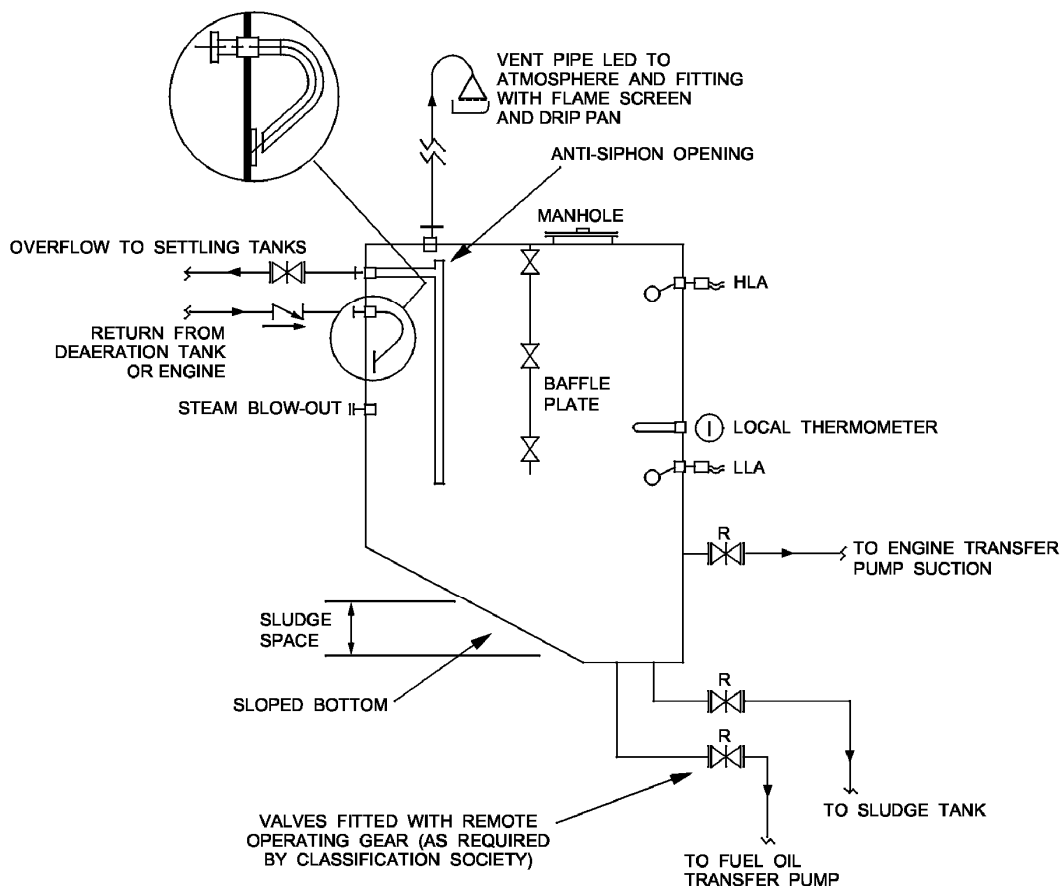 VENT PIPE LED TO
ATMOSPHERE AND FITTING
WITH FLAME SCREEN
AND DRIP PAN
ANTI-SIPHON OPENING
MANHOLE
OVERFLOW TO SETTLING TANKS
HLA
RETURN FROM
DEAERATION TANK
OR ENGINE
BAFFLE
PLATE
STEAM BLOW-OUT
I
LOCAL THERMOMETER
LLA
R
TO ENGINE TRANSFER
PUMP SUCTION
SLUDGE
SPACE
SLOPED BOTTOM
R
R
TO SLUDGE TANK
VALVES FITTED WITH REMOTE
OPERATING GEAR (AS REQUIRED
BY CLASSIFICATION SOCIETY)
TO FUEL OIL
TRANSFER PUMP